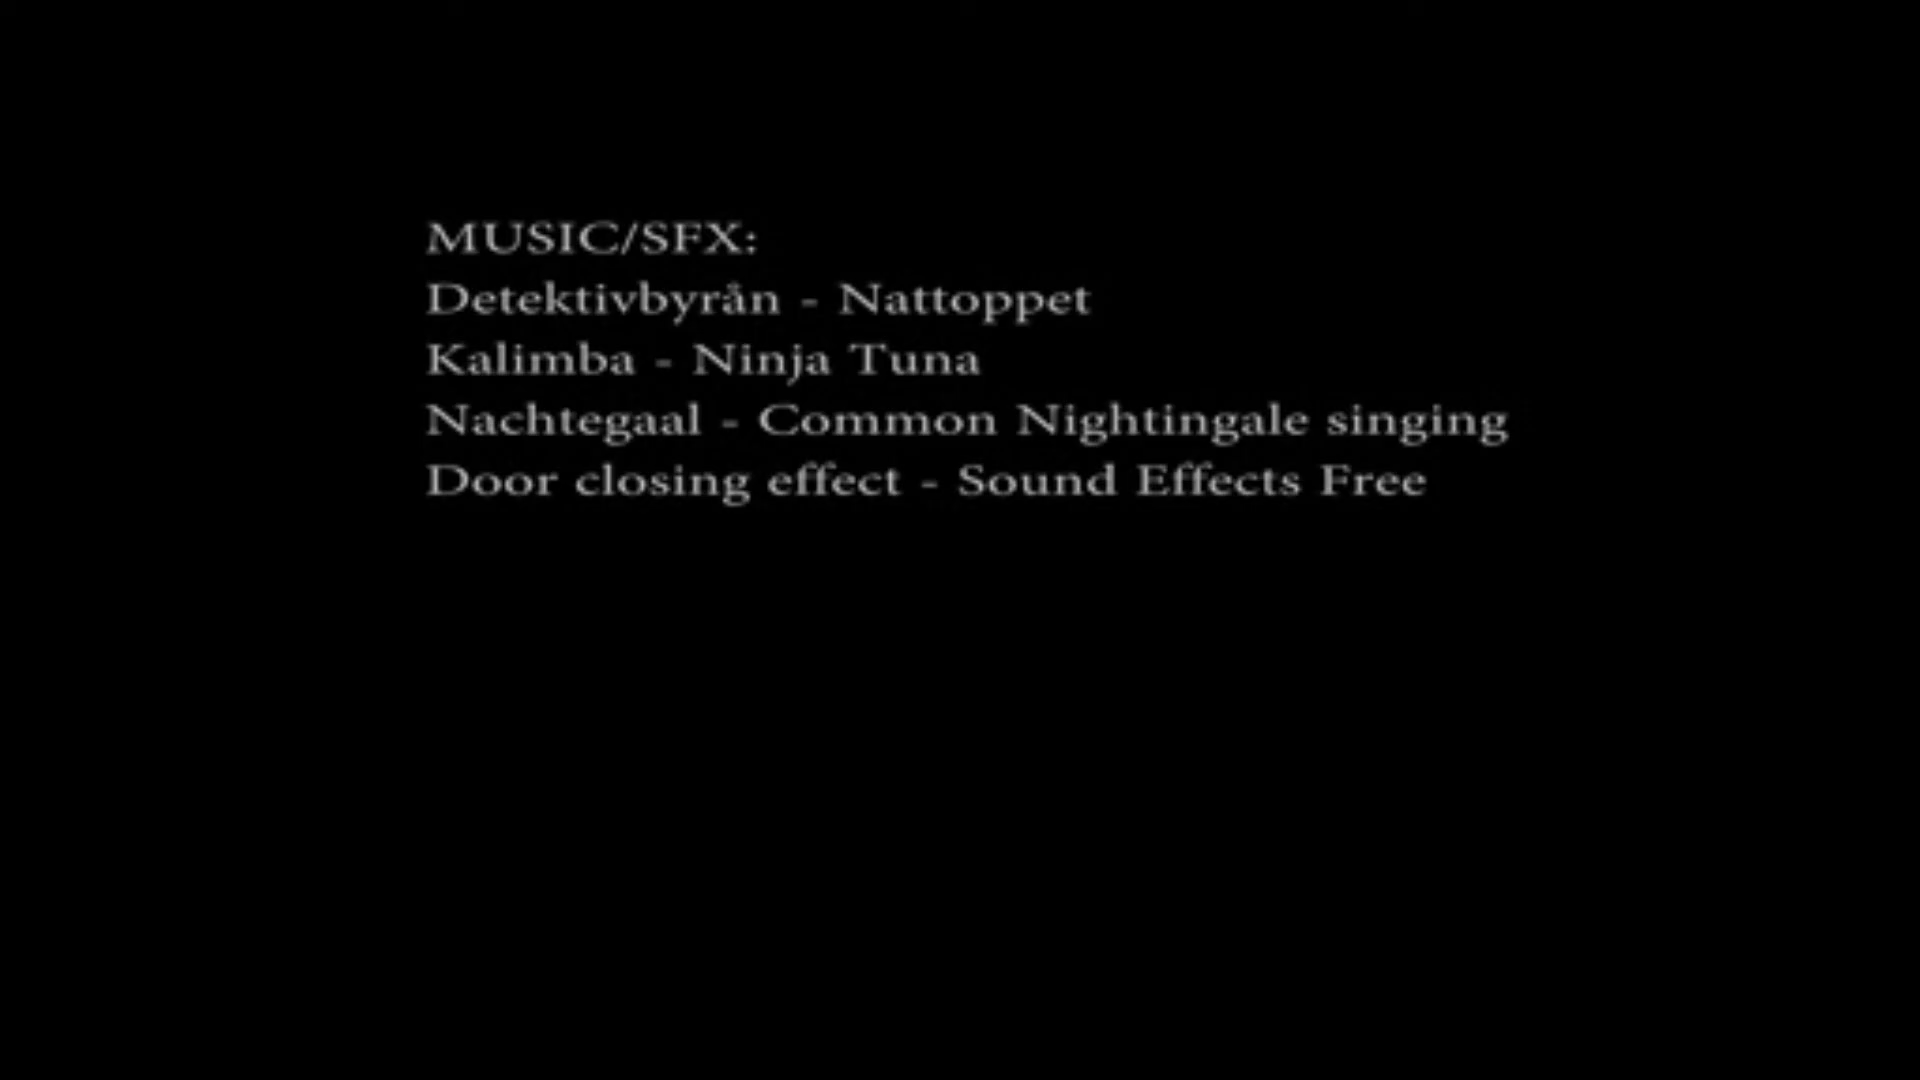 MUSIC/SFX:
Detektivbyrån - Nattoppet
Kalimba - Ninja Tuna
Nachtegaal - Common Nightingale singing
Door closing effect - Sound Effects Free